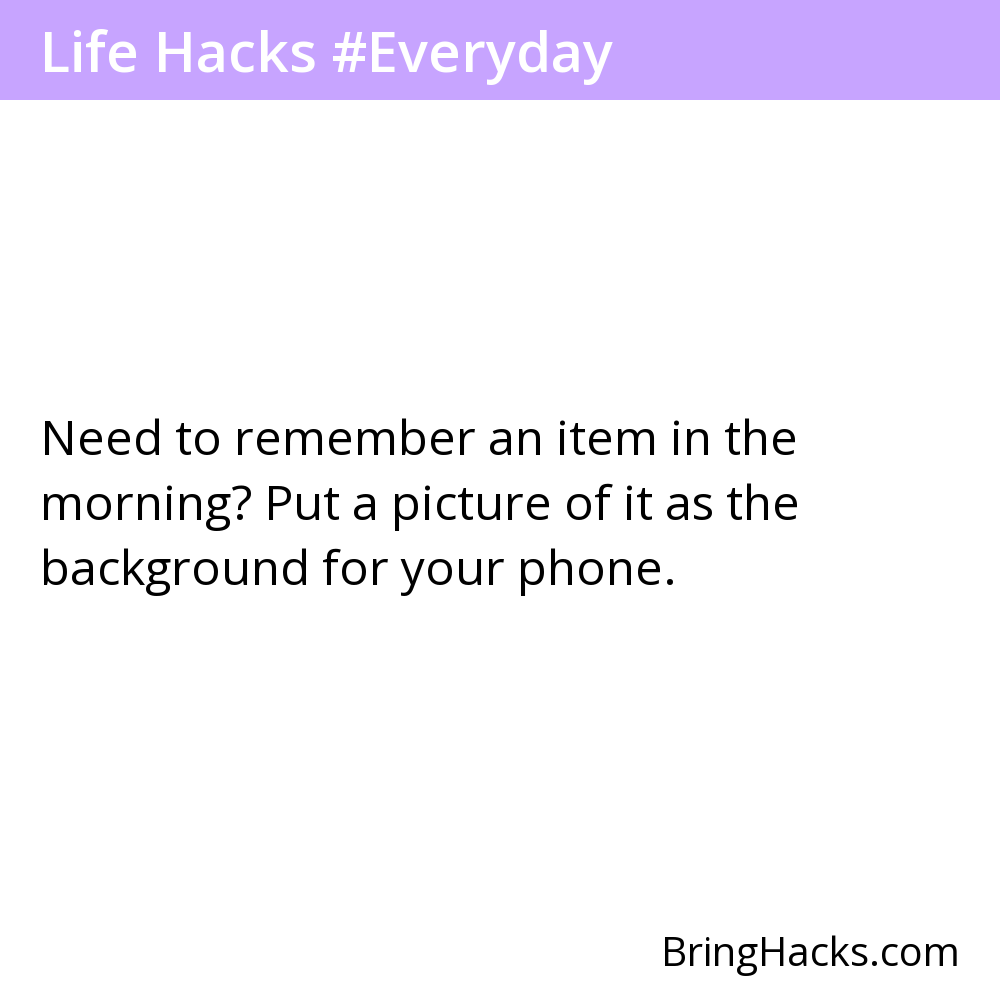 Life Hacks #Everyday
Need to remember an item in the
morning? Put a picture of it as the
background for your phone.
BringHacks.com